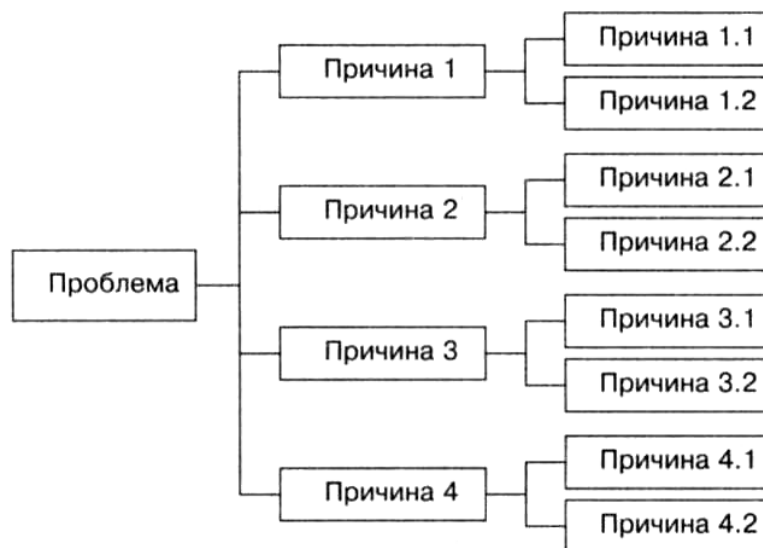 Причина 1.1
Причина 1
Причина 1.2
Причина 2.1
Причина 2
Причина 2.2
Проблема
Причина 3.1
Причина 3
Причина 3.2
Причина 4.1
Причина 4
Причина 4.2